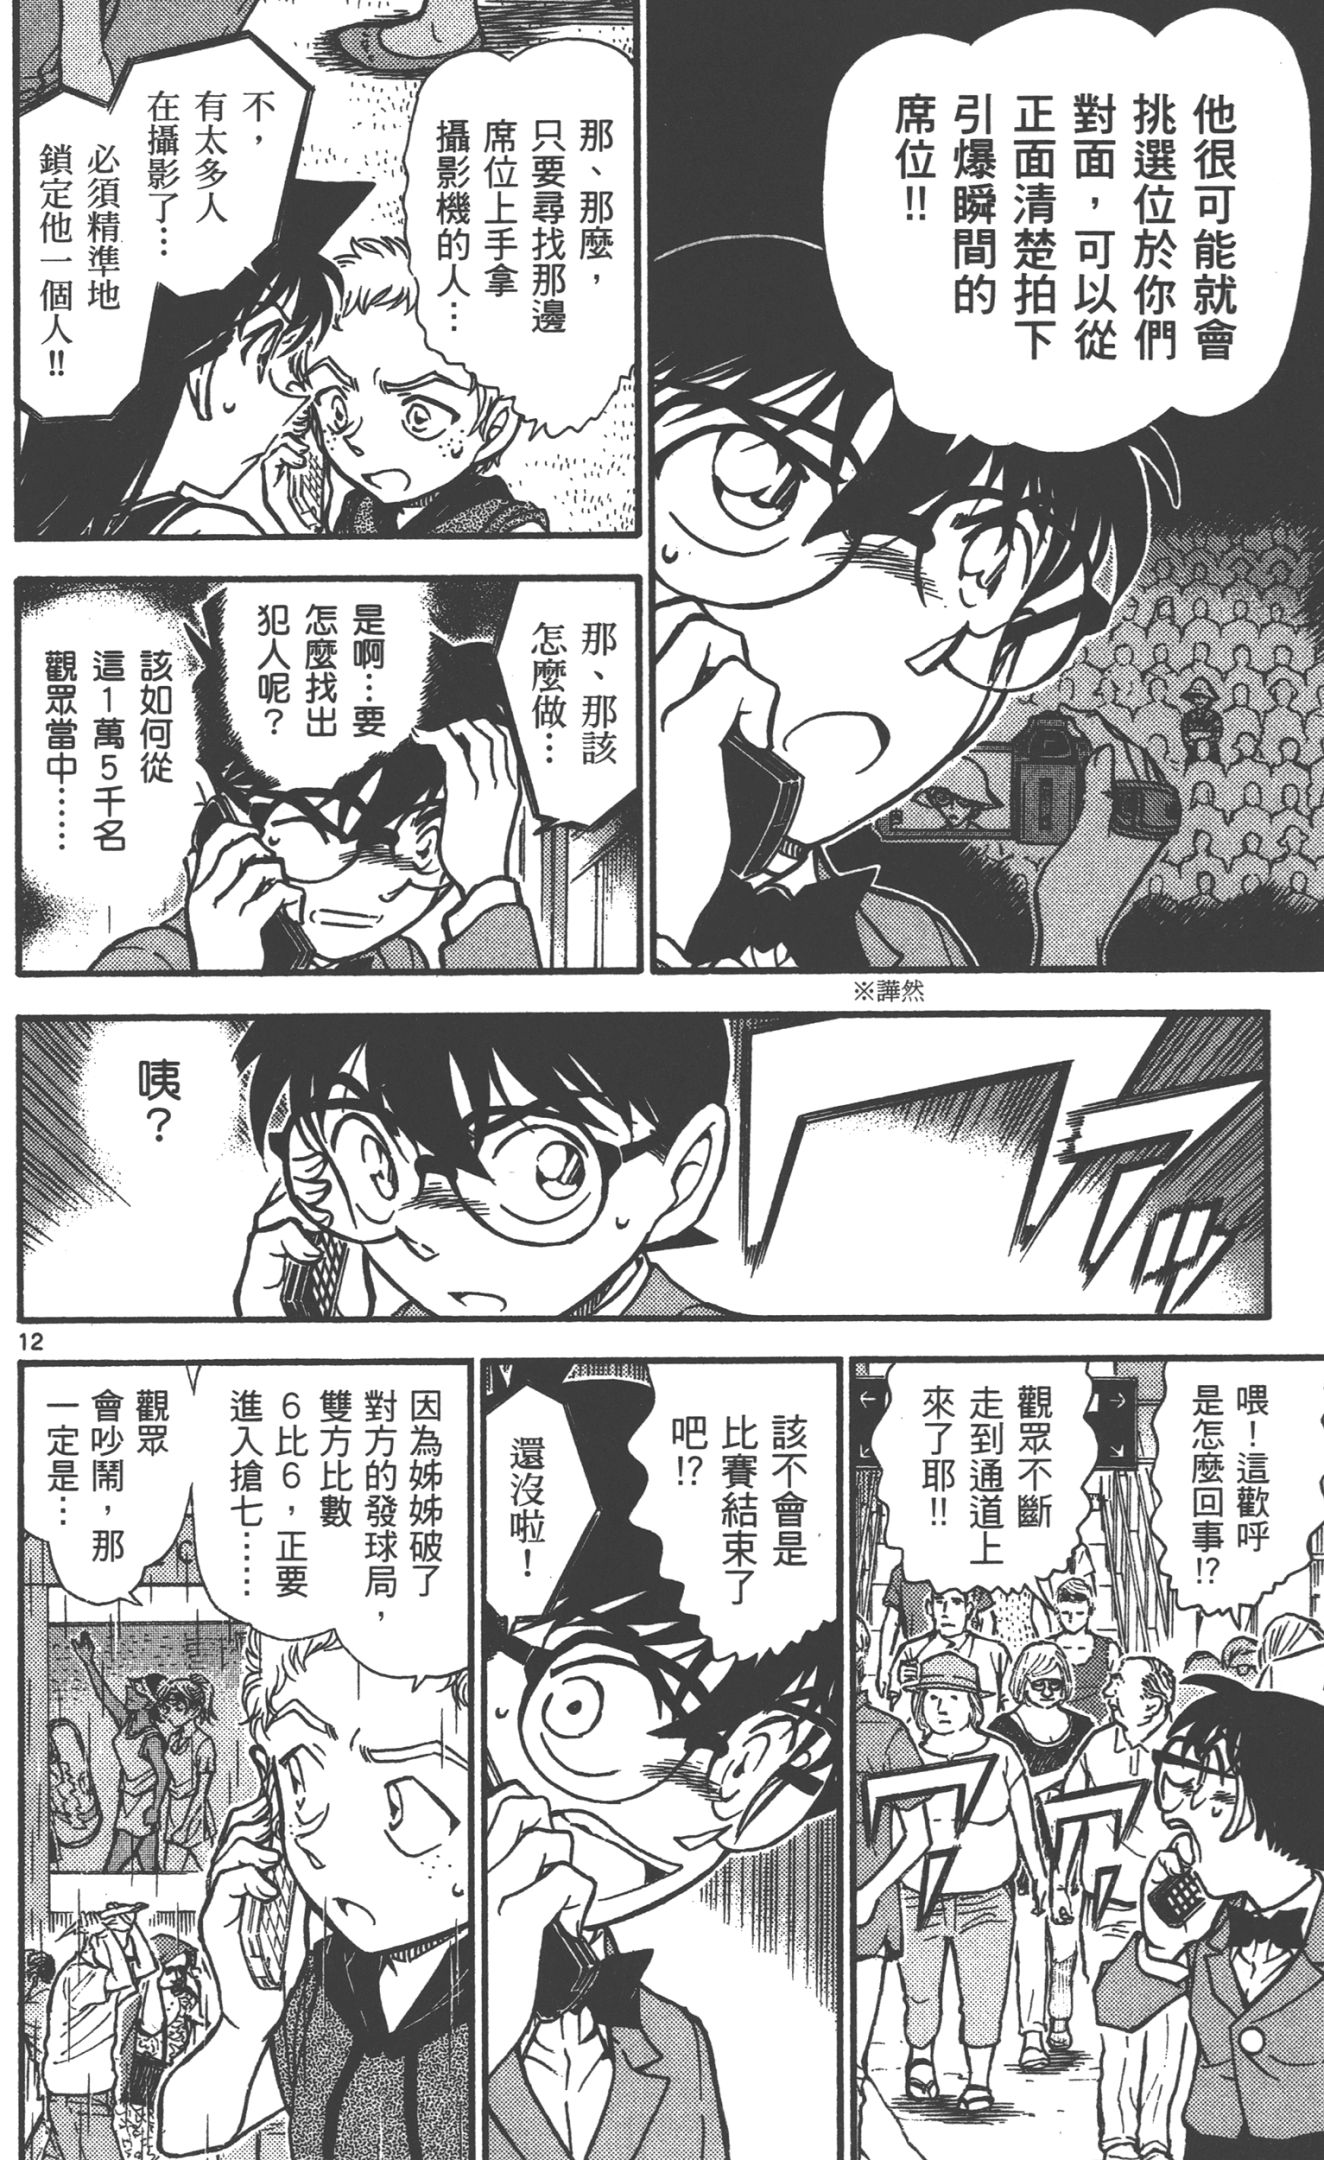 他很可能就會
挑選位於你們
對面，可以從
正面清楚拍下
引爆瞬間的
席位!!
那、那麼，
只要尋找那邊
席位上手拿
攝影機的人…
不，
有太多人
在攝影了…
必須精準地
鎖定他一個人!!
那、那該
怎麼做…
是啊…要
怎麼找出
犯人呢？
該如何從
這1萬5千名
觀眾當中……
※譁然
ワアア
咦？
12
喂！這歡呼
是怎麼回事!?
觀眾不斷
走到通道上
來了耶!!
ワア
ワア
該不會是
比賽結束了
吧!?
還沒啦！
因為姊姊破了
對方的發球局，
雙方比數
6比6，正要
進入搶七……
觀眾
會吵鬧，那
一定是…